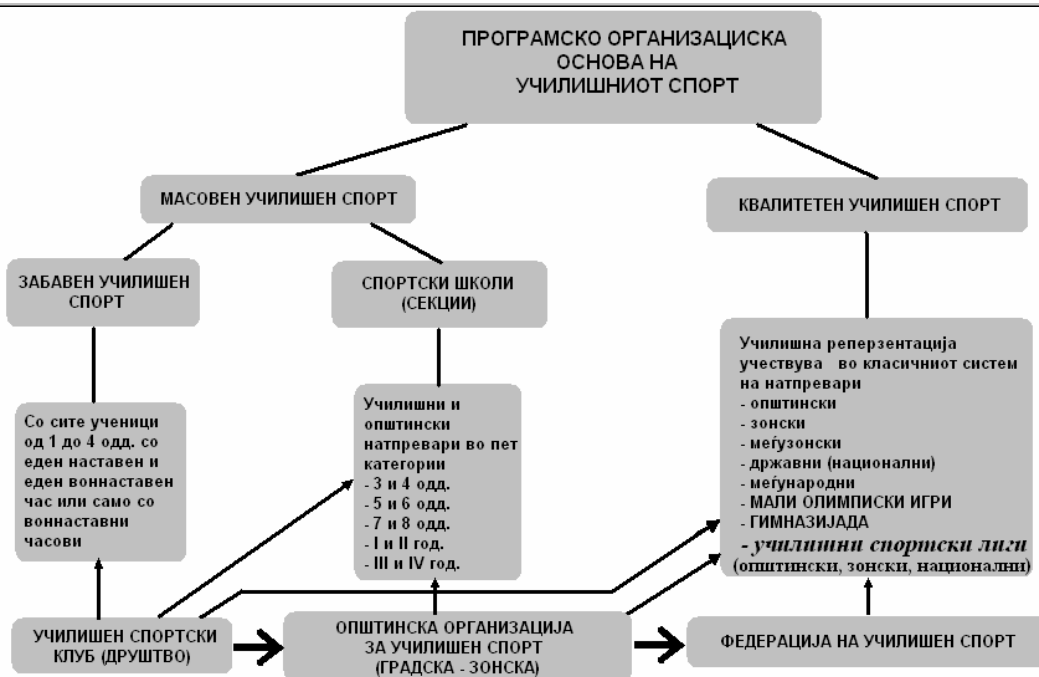 ПРОГРАМСКО ОРГАНИЗАЦИСКА
ОСНОВА НА
УЧИЛИШНИОТ СПОРТ
МАСОВЕН УЧИЛИШЕН СПОРТ
КВАЛИТЕТЕН УЧИЛИШЕН СПОРТ
ЗАБАВЕН УЧИЛИШЕН
СПОРТ
СПОРТСКИ ШКОЛИ
(СЕКЦИИ)
Со сите ученици
од 1 до 4 одд. со
еден наставен и
еден воннаставен
час или само со
воннаставни
часови
Училишни и
општински
натпревари во пет
категории
- 3 и 4 одд.
- 5 и 6 одд.
- 7 и 8 одд.
- I и II год.
- III и IV год.
Училишна реперзентација
учествува во класичниот систем
на натпревари
- општински
- зонски
- меѓузонски
- државни (национални)
- меѓународни
- МАЛИ ОЛИМПИСКИ ИГРИ
- ГИМНАЗИЈАДА
- училишни спортски лиги
(општински, зонски, национални)
УЧИЛИШЕН СПОРТСКИ
КЛУБ (ДРУШТВО)
ОПШТИНСКА ОРГАНИЗАЦИЈА
ЗА УЧИЛИШЕН СПОРТ
(ГРАДСКА - ЗОНСКА)
ФЕДЕРАЦИЈА НА УЧИЛИШЕН СПОРТ